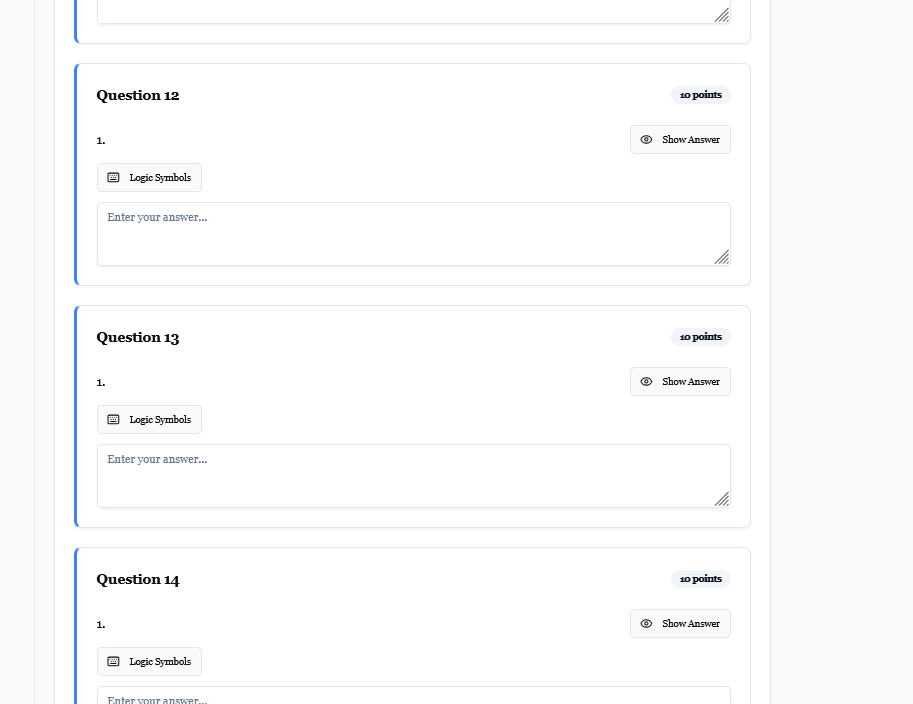 Question 12
10 points
1.
Show Answer
Logic Symbols
Enter your answer...
Question 13
10 points
1.
Show Answer
Logic Symbols
Enter your answer...
Question 14
10 points
1.
Show Answer
Logic Symbols
Enter your answer...